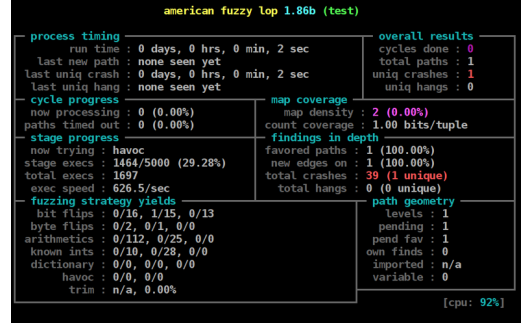 american fuzzy lop 1.86b (test)
process timing
overall results
run time : 0 days, 0 hrs, 0 min, 2 sec
cycles done : 0
last new path : none seen yet
total paths : 1
last uniq crash : 0 days, 0 hrs, 0 min, 2 sec
uniq crashes : 1
last uniq hang : none seen yet
uniq hangs : 0
cycle progress
map coverage
now processing : 0 (0.00%)
map density : 2 (0.00%)
paths timed out : 0 (0.00%)
count coverage : 1.00 bits/tuple
stage progress
findings in depth
now trying : havoc
favored paths : 1 (100.00%)
stage execs : 1464/5000 (29.28%)
new edges on : 1 (100.00%)
total execs : 1697
total crashes : 39 (1 unique)
exec speed : 626.5/sec
total hangs : 0 (0 unique)
fuzzing strategy yields
path geometry
bit flips : 0/16, 1/15, 0/13
levels : 1
byte flips : 0/2, 0/1, 0/0
pending : 1
arithmetics : 0/112, 0/25, 0/0
pend fav : 1
known ints : 0/10, 0/28, 0/0
own finds : 0
dictionary : 0/0, 0/0, 0/0
imported : n/a
havoc : 0/0, 0/0
variable : 0
trim : n/a, 0.00%
[cpu: 92%]